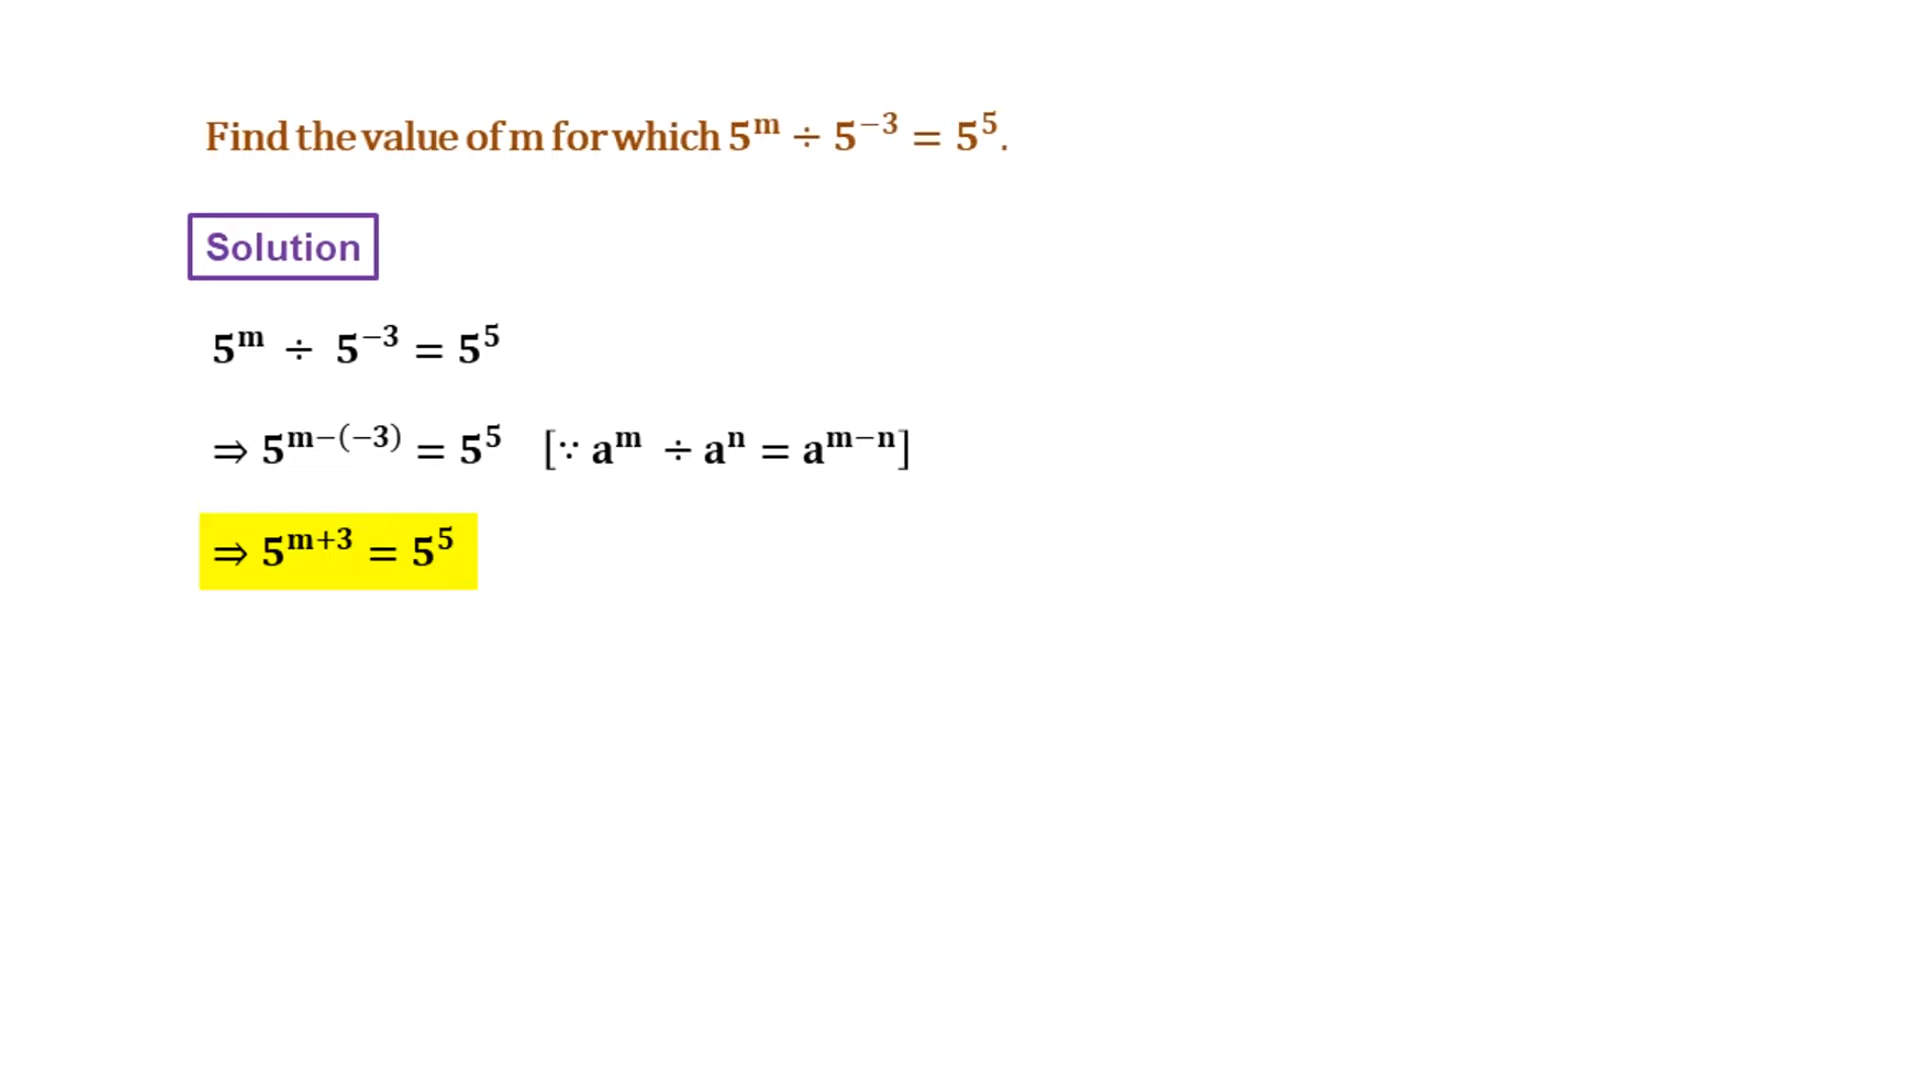 Find the value of m for which 5^m ÷ 5^−3 = 5^5.
Solution
5^m ÷ 5^−3 = 5^5
⇒ 5^m−(−3) = 5^5 [∵ a^m ÷ a^n = a^m−n]
⇒ 5^m+3 = 5^5